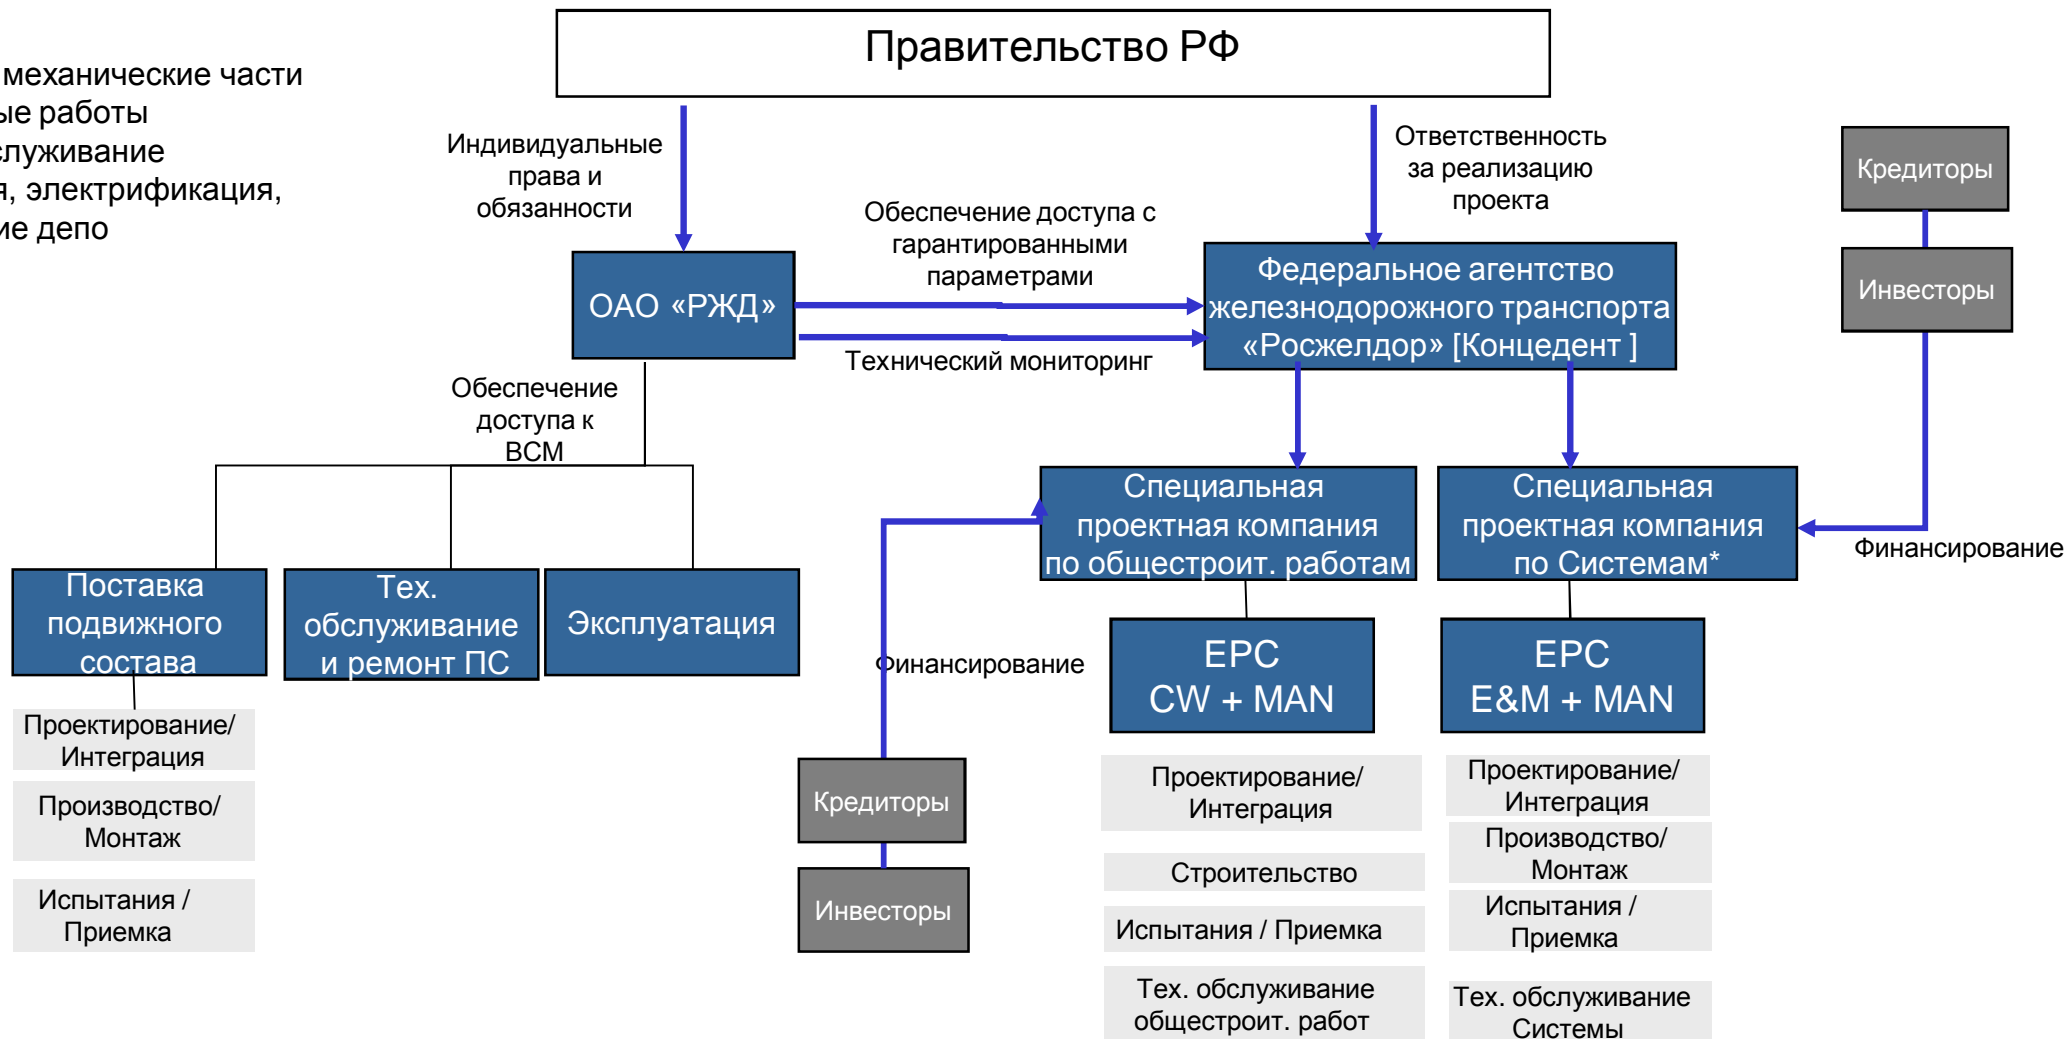 Правительство РФ
механические части
ые работы
служивание
я, электрификация,
ие депо
Индивидуальные
права и
обязанности
Ответственность
за реализацию
проекта
Обеспечение доступа с
гарантированными
параметрами
Кредиторы
Инвесторы
ОАО «РЖД»
Федеральное агентство
железнодорожного транспорта
«Росжелдор» [Концедент ]
Технический мониторинг
Обеспечение
доступа к
ВСМ
Специальная
проектная компания
по общестроит. работам
Специальная
проектная компания
по Системам*
Финансирование
Поставка
подвижного
состава
Тех.
обслуживание
и ремонт ПС
Эксплуатация
Финансирование
EPC
CW + MAN
EPC
E&M + MAN
Проектирование/
Интеграция
Производство/
Монтаж
Испытания /
Приемка
Кредиторы
Инвесторы
Проектирование/
Интеграция
Строительство
Испытания / Приемка
Тех. обслуживание
общестроит. работ
Проектирование/
Интеграция
Производство/
Монтаж
Испытания /
Приемка
Тех. обслуживание
Системы